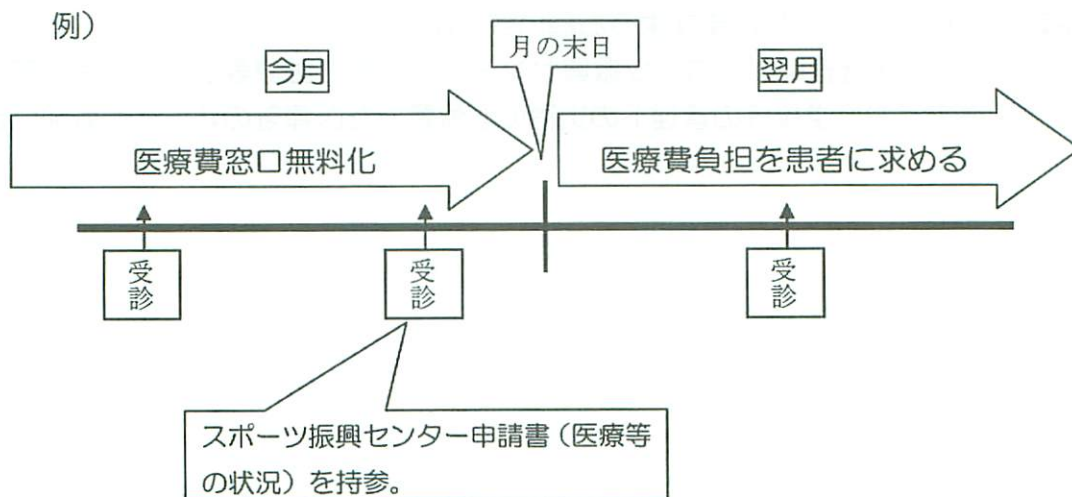 例）
月の末日
今月
翌月
医療費窓口無料化
医療費負担を患者に求める
受診
受診
受診
スポーツ振興センター申請書（医療等
の状況）を持参。